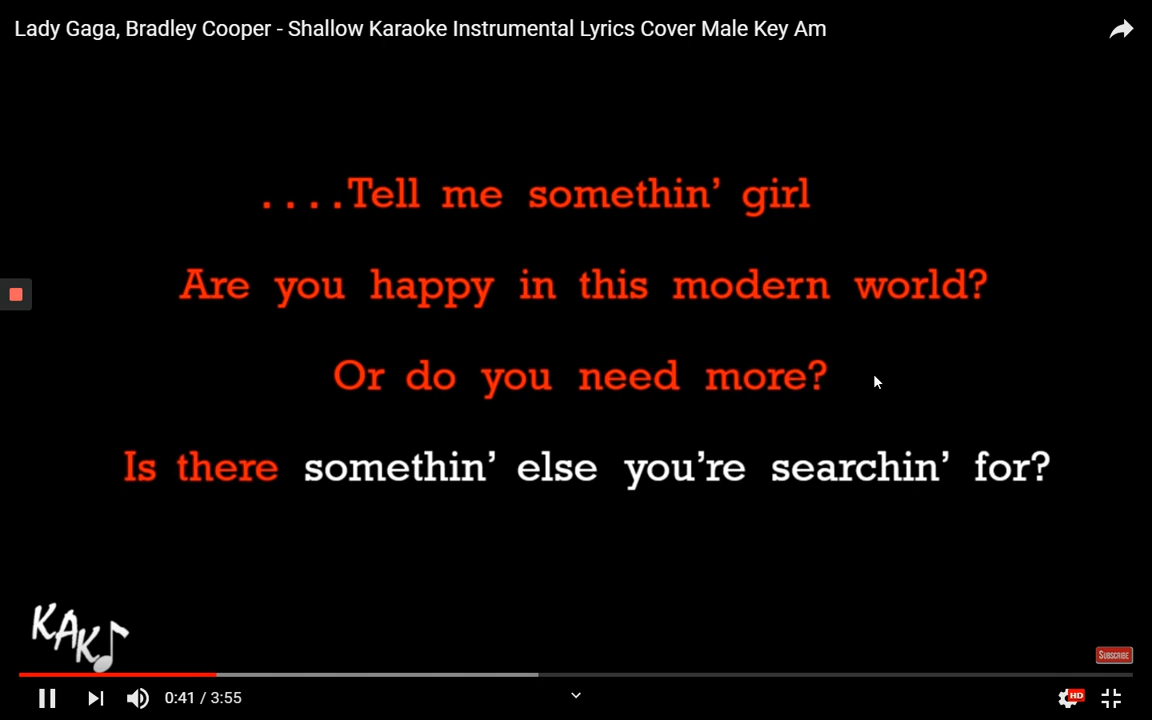 Lady Gaga, Bradley Cooper - Shallow Karaoke Instrumental Lyrics Cover Male Key Am
....Tell me somethin’ girl
Are you happy in this modern world?
Or do you need more?
Is there somethin’ else you’re searchin’ for?
KAK
SUBSCRIBE
0:41 / 3:55
HD